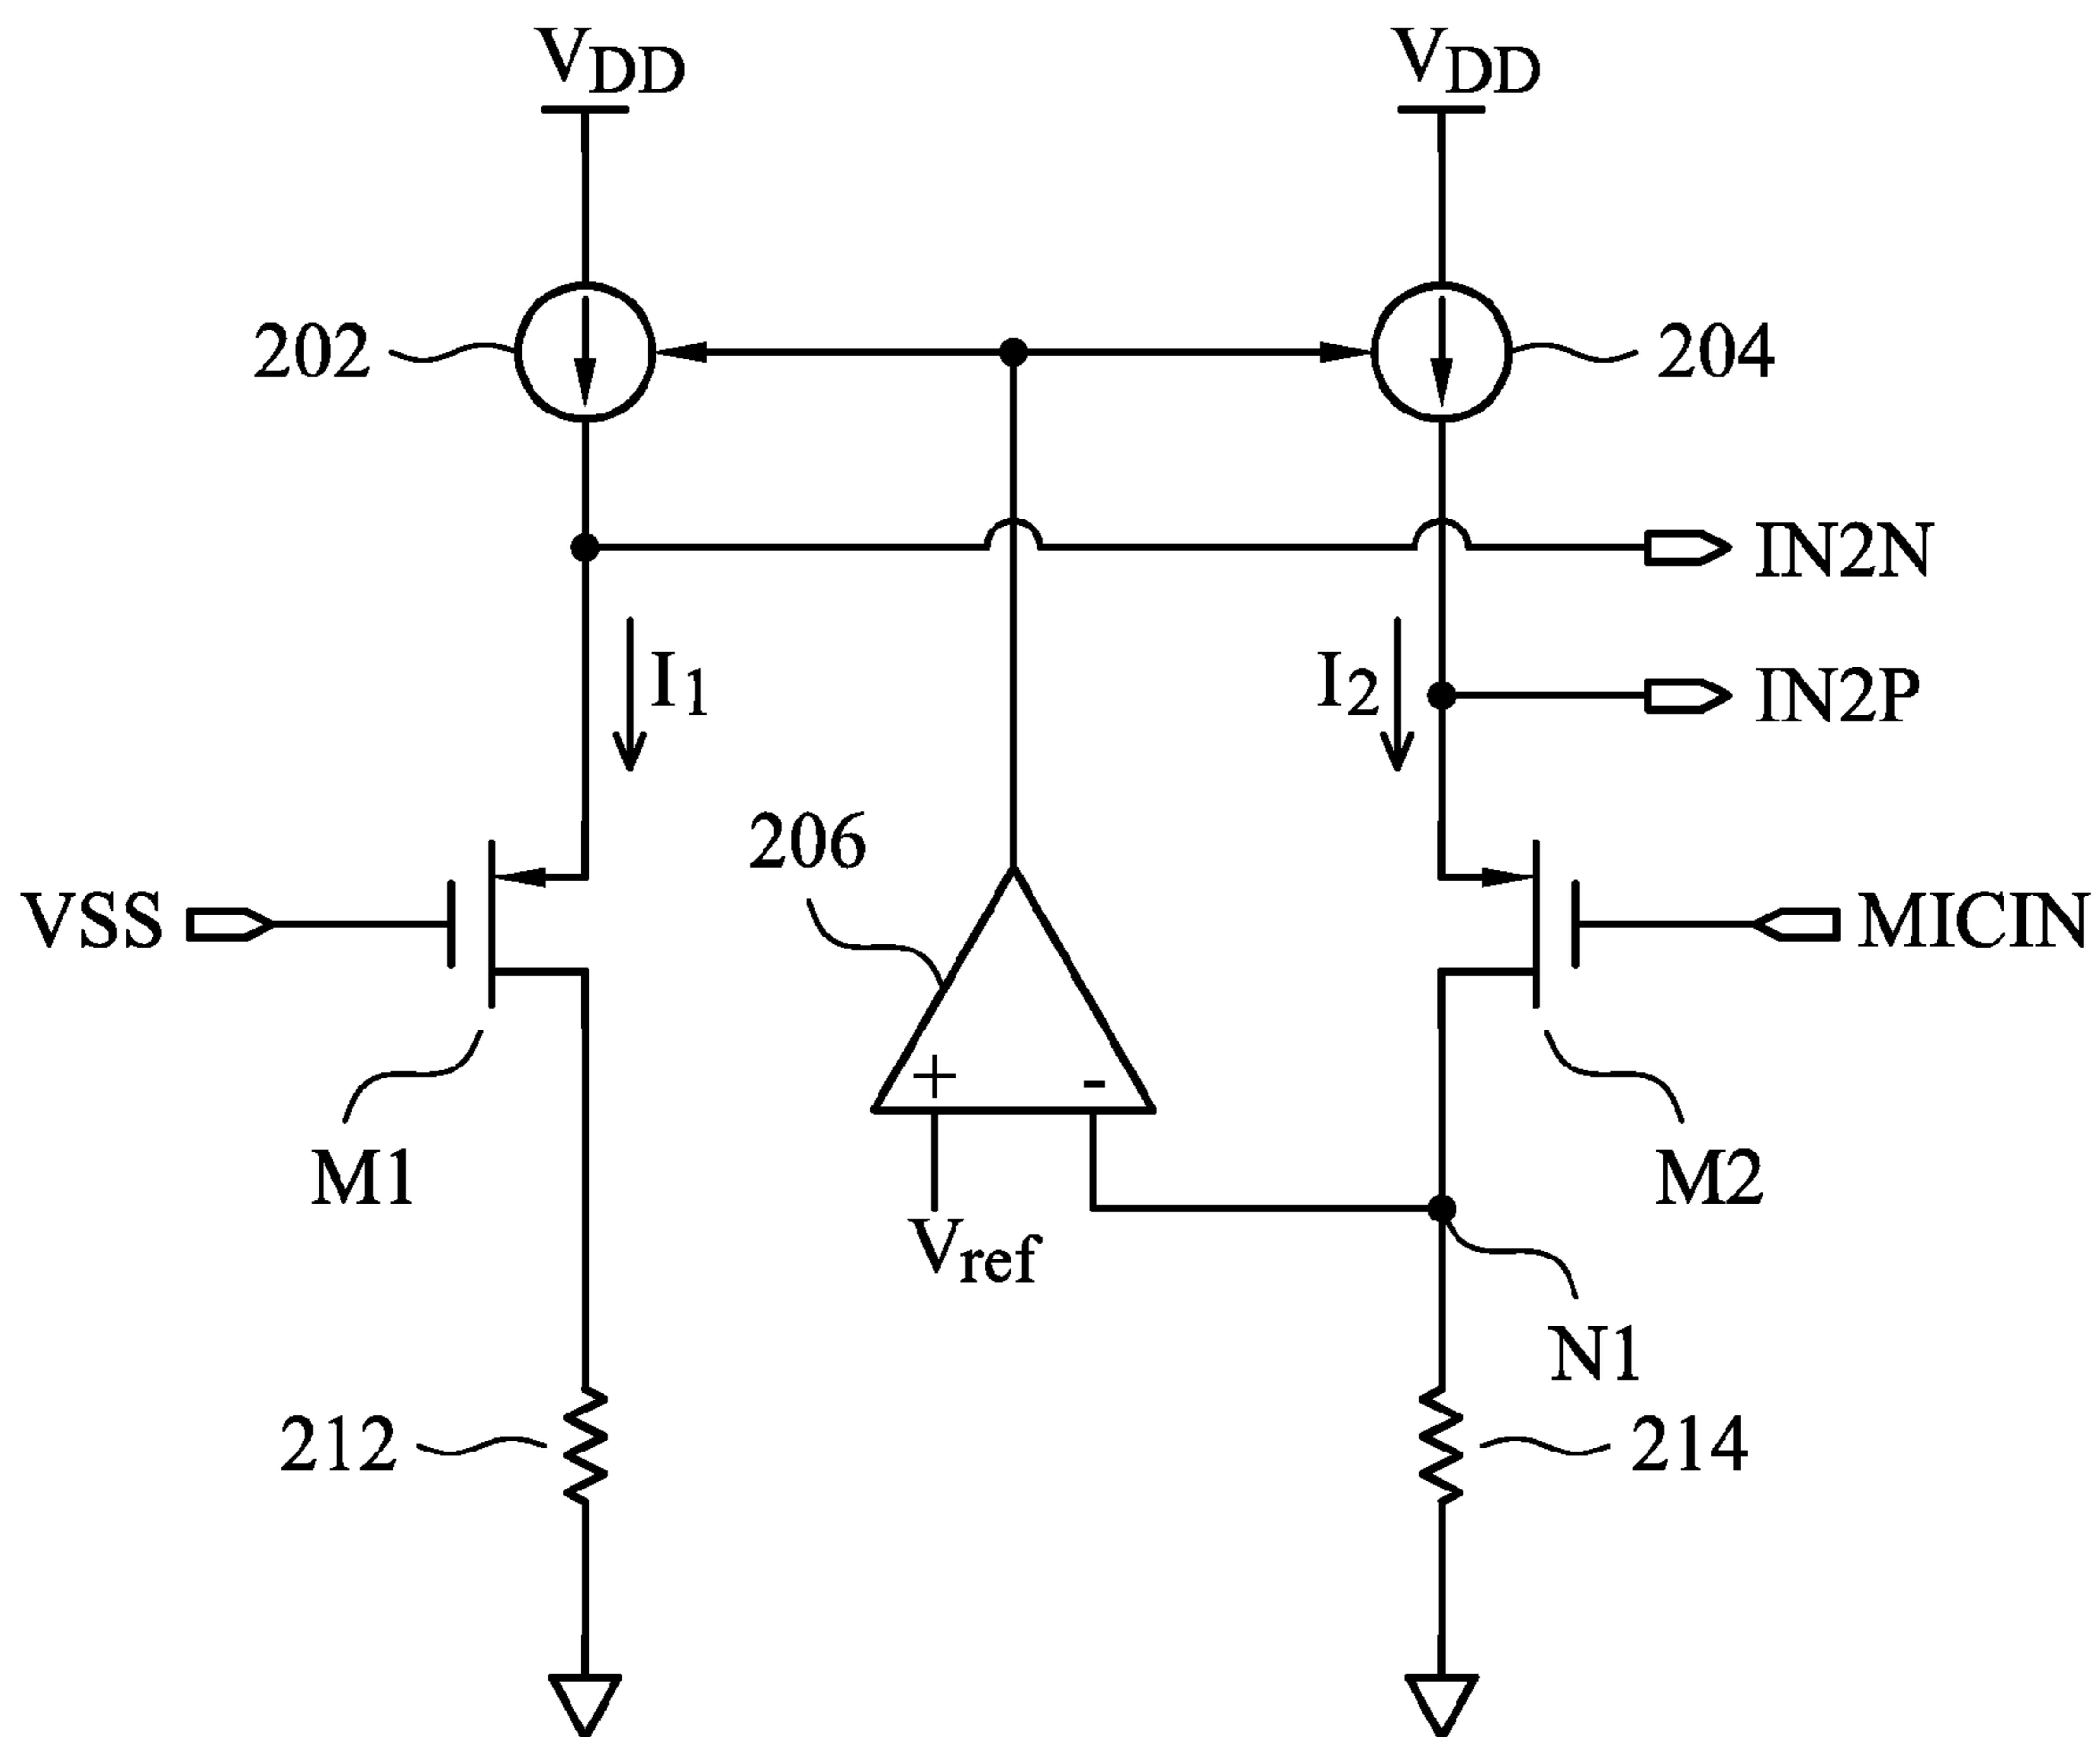 VDD
VDD
202
204
IN2N
I1
I2
IN2P
206
VSS
MICIN
+
-
M1
M2
Vref
N1
212
214